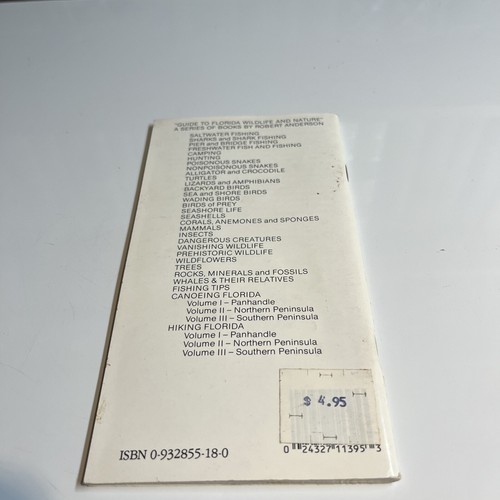 "GUIDE TO FLORIDA WILDLIFE AND NATURE"
A SERIES OF BOOKS BY ROBERT ANDERSON
SALTWATER FISHING
SHARKS and SHARK FISHING
PIER and BRIDGE FISHING
FRESHWATER FISH AND FISHING
CAMPING
HUNTING
POISONOUS SNAKES
NONPOISONOUS SNAKES
ALLIGATOR and CROCODILE
TURTLES
LIZARDS and AMPHIBIANS
BACKYARD BIRDS
SEA and SHORE BIRDS
WADING BIRDS
BIRDS of PREY
SEASHORE LIFE
SEASHELLS
CORALS, ANEMONES and SPONGES
MAMMALS
INSECTS
DANGEROUS CREATURES
VANISHING WILDLIFE
PREHISTORIC WILDLIFE
WILDFLOWERS
TREES
ROCKS, MINERALS and FOSSILS
WHALES & THEIR RELATIVES
FISHING TIPS
CANOEING FLORIDA
Volume I – Panhandle
Volume II – Northern Peninsula
Volume III – Southern Peninsula
HIKING FLORIDA
Volume I – Panhandle
Volume II – Northern Peninsula
Volume III – Southern Peninsula
$ 4.95
0 24327 11395 3
ISBN 0-932855-18-0